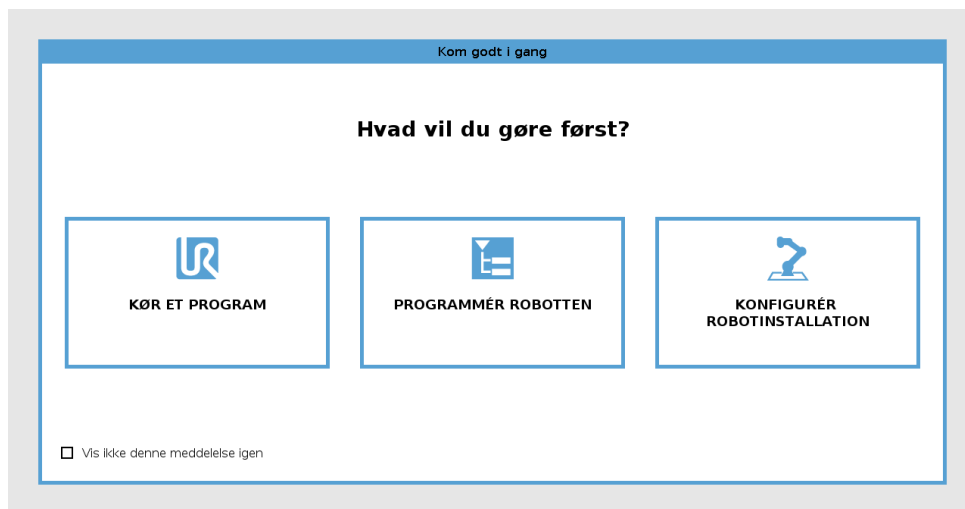 Kom godt i gang
Hvad vil du gøre først?
UR
KØR ET PROGRAM
PROGRAMMÉR ROBOTTEN
KONFIGURÉR
ROBOTINSTALLATION
Vis ikke denne meddelelse igen